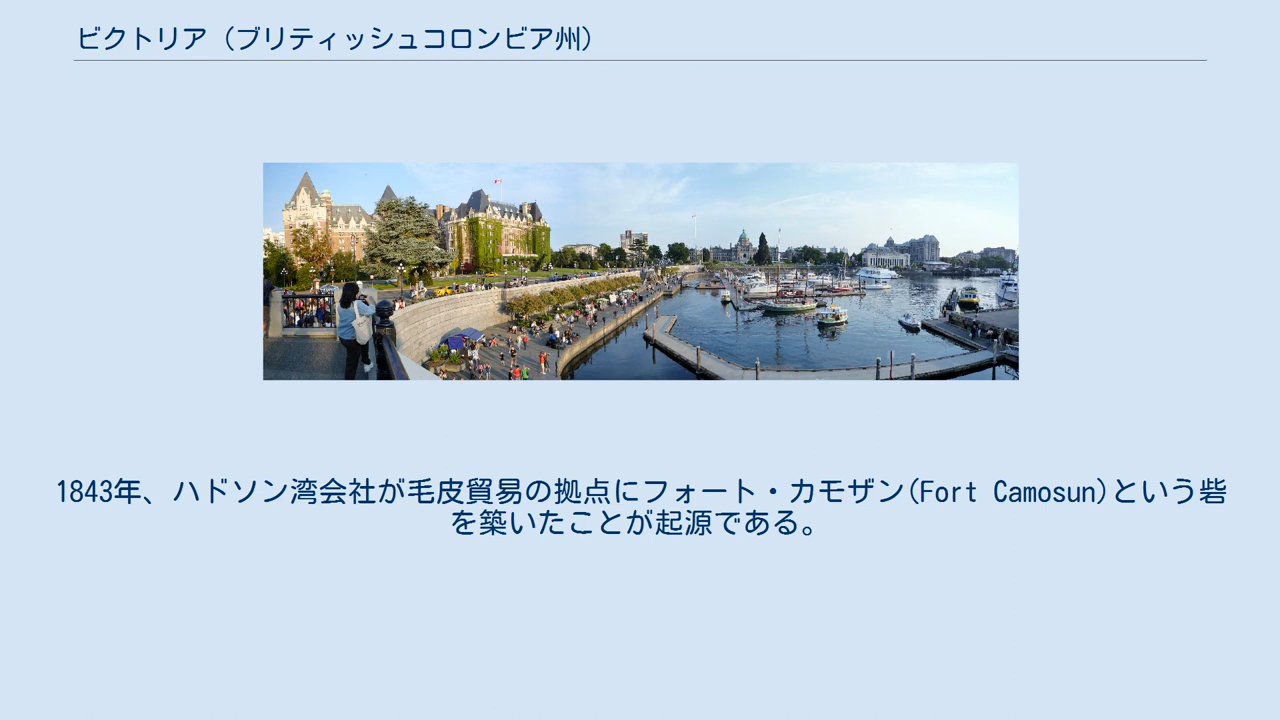 ビクトリア（ブリティッシュコロンビア州）
1843年、ハドソン湾会社が毛皮貿易の拠点にフォート・カモザン(Fort Camosun)という砦
を築いたことが起源である。